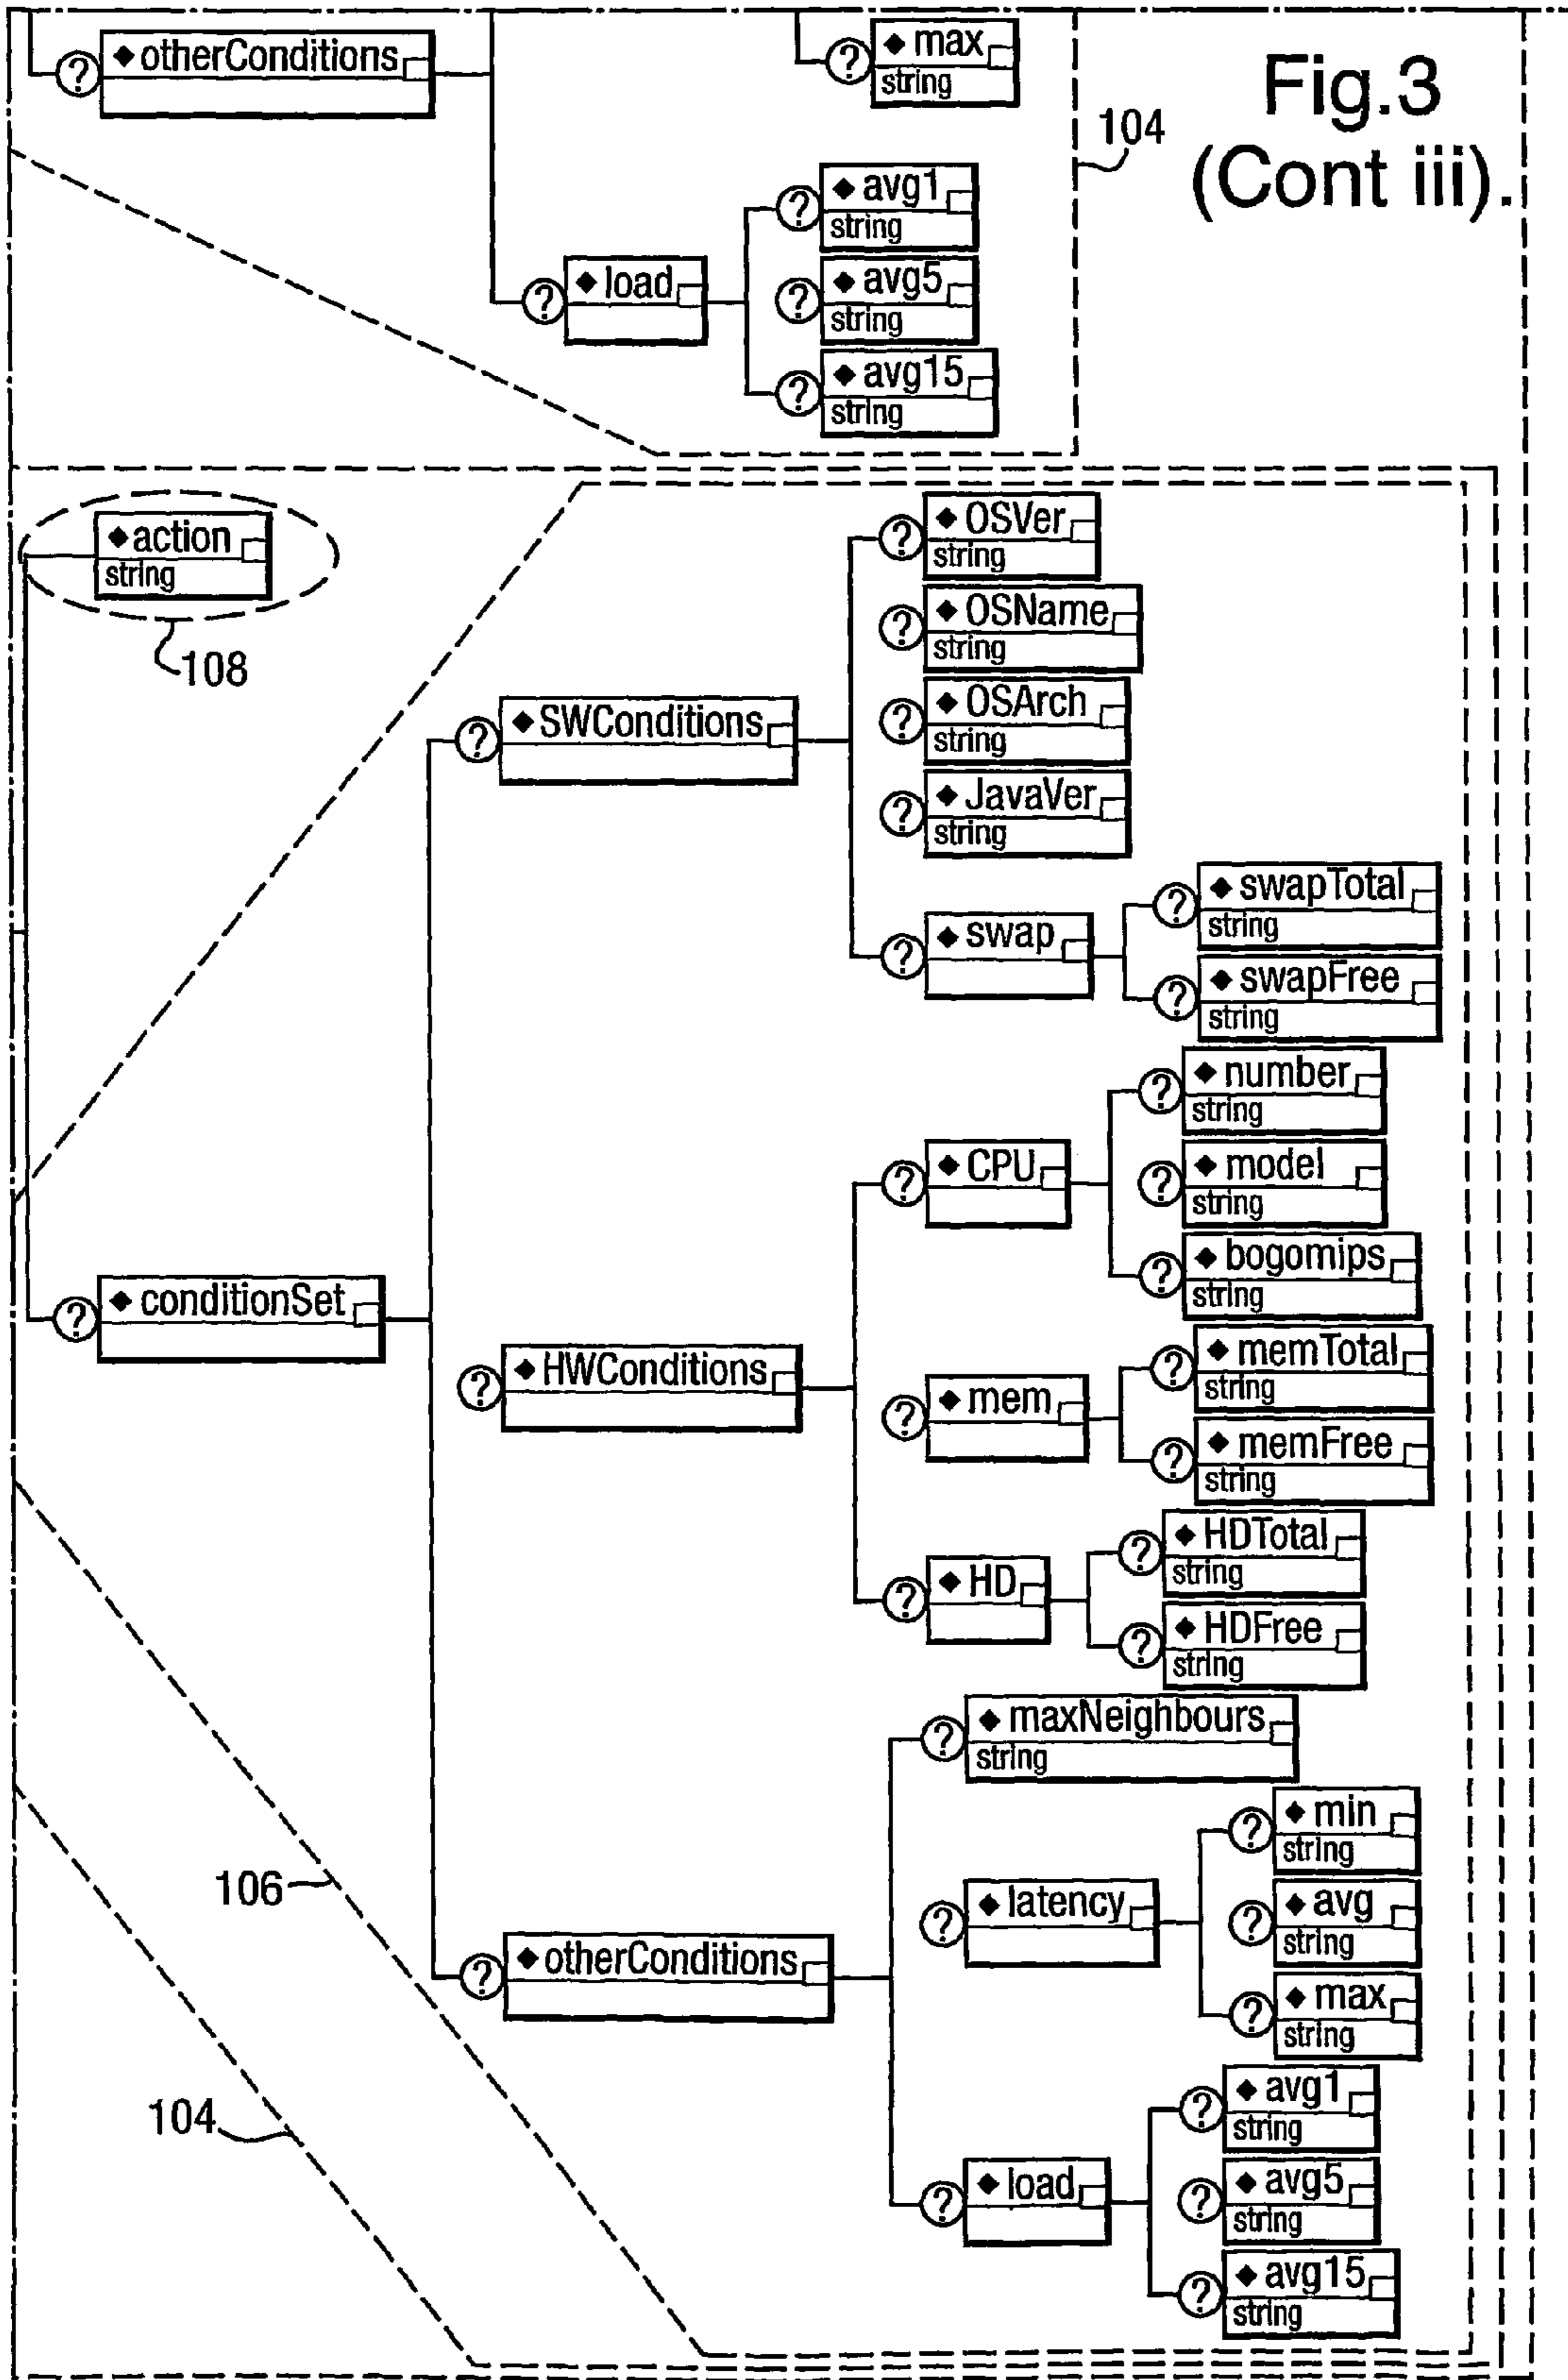 Fig.3
(Cont iii).
? ◆ otherConditions
? ◆ max
string
104
? ◆ avg1
string
? ◆ load
? ◆ avg5
string
? ◆ avg15
string
◆ action
string
108
? ◆ OSVer
string
? ◆ OSName
string
? ◆ SWConditions
? ◆ OSArch
string
? ◆ JavaVer
string
? ◆ swap
? ◆ swapTotal
string
? ◆ swapFree
string
? ◆ number
string
? ◆ CPU
? ◆ model
string
? ◆ bogomips
string
? ◆ conditionSet
? ◆ HWConditions
? ◆ mem
? ◆ memTotal
string
? ◆ memFree
string
? ◆ HD
? ◆ HDTotal
string
? ◆ HDFree
string
? ◆ maxNeighbours
string
106
? ◆ otherConditions
? ◆ latency
? ◆ min
string
? ◆ avg
string
? ◆ max
string
104
? ◆ load
? ◆ avg1
string
? ◆ avg5
string
? ◆ avg15
string